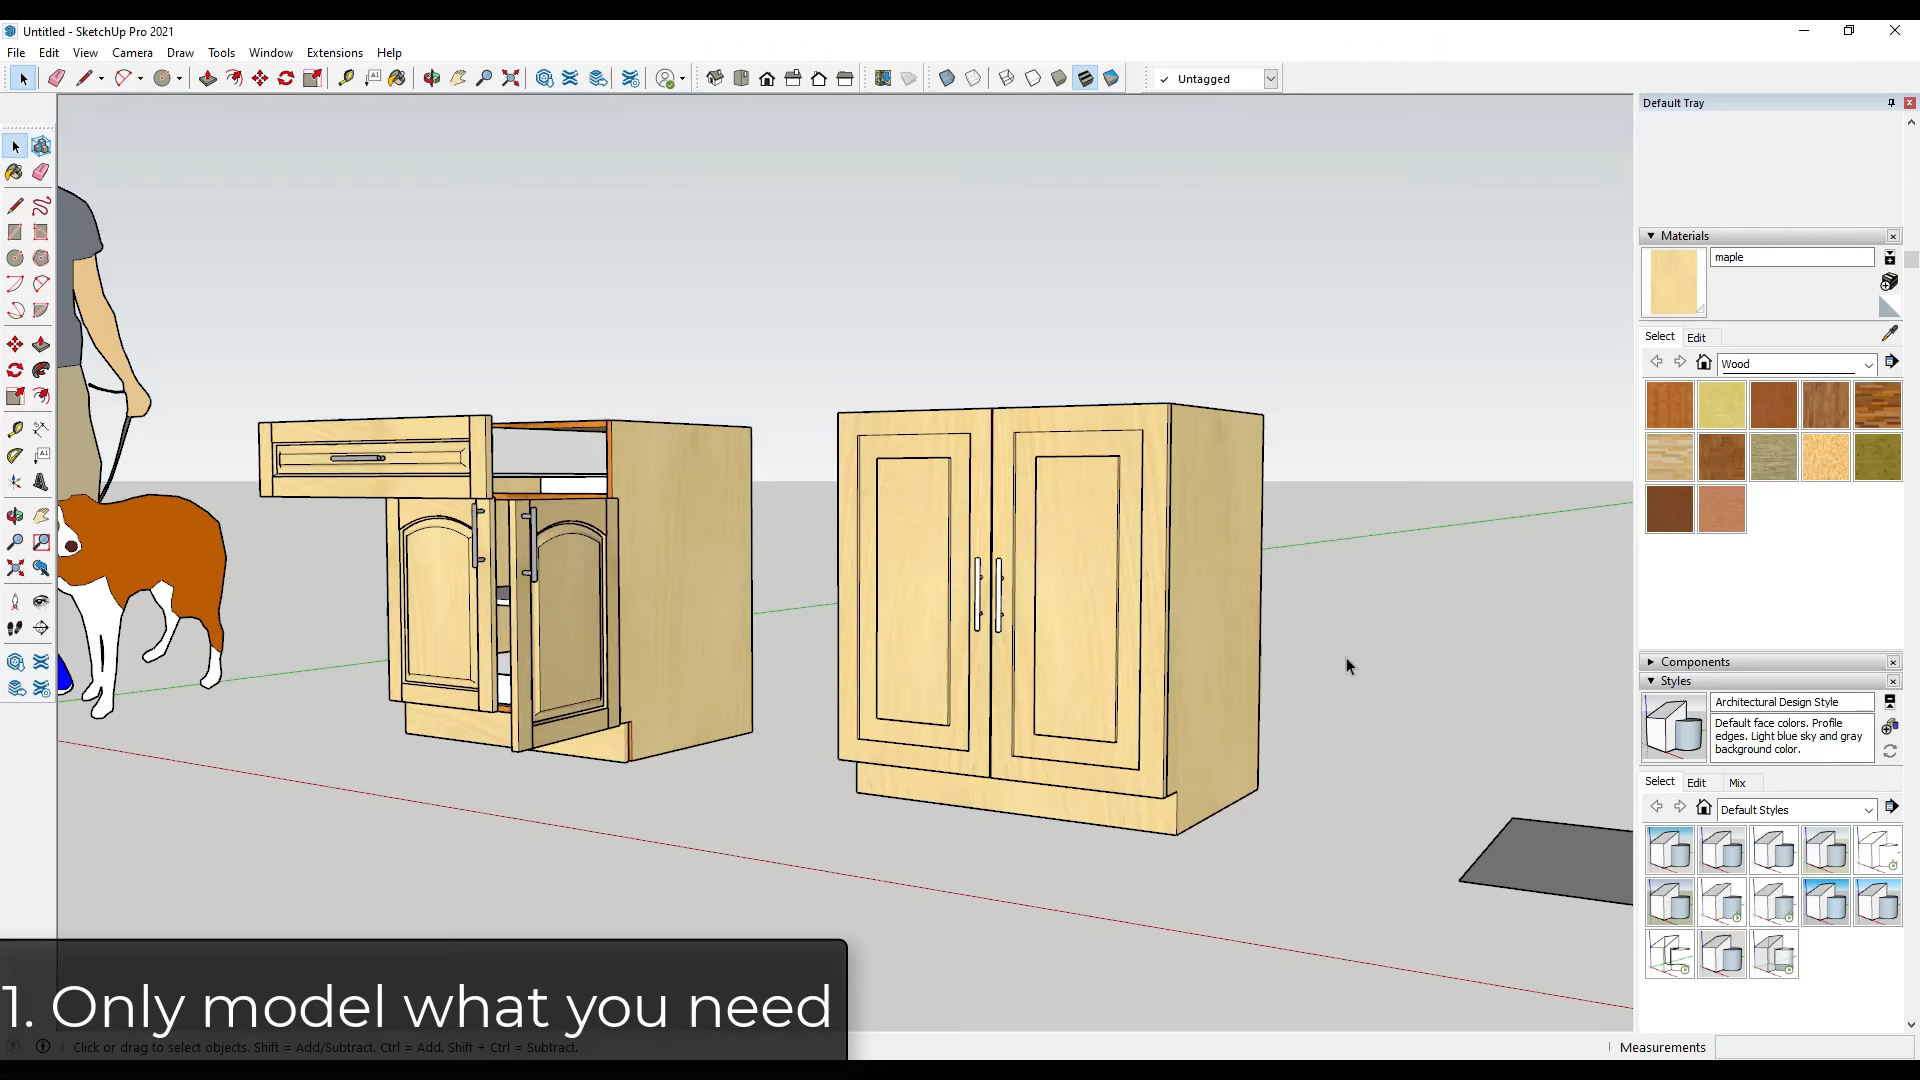 Untitled - SketchUp Pro 2021
File Edit View Camera Draw Tools Window Extensions Help
Untagged
Default Tray
Materials
maple
Select Edit
Wood
Components
Styles
Architectural Design Style
Default face colors. Profile
edges. Light blue sky and gray
background color.
Select Edit Mix
Default Styles
1. Only model what you need
Click or drag to select objects. Shift = Add/Subtract. Ctrl = Add. Shift + Ctrl = Subtract.
Measurements